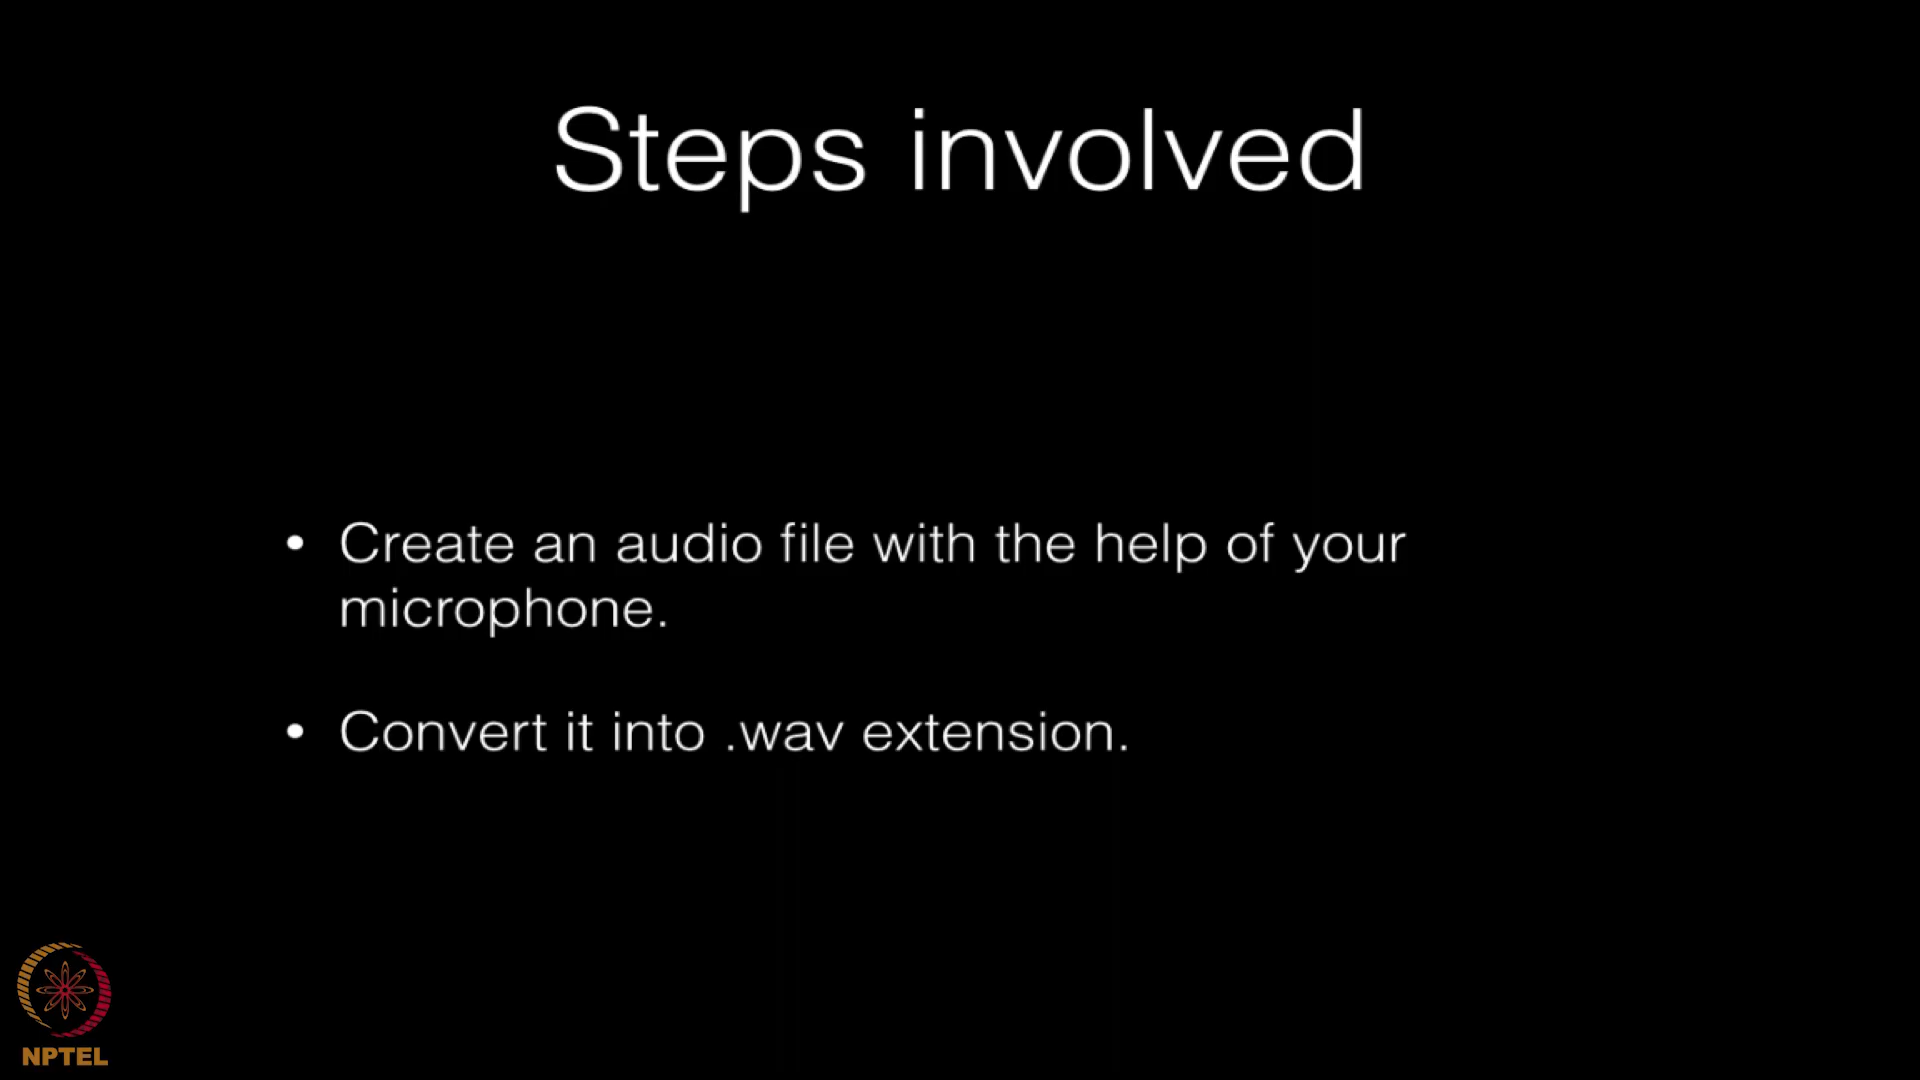 Steps involved
• Create an audio file with the help of your
microphone.
• Convert it into .wav extension.
NPTEL